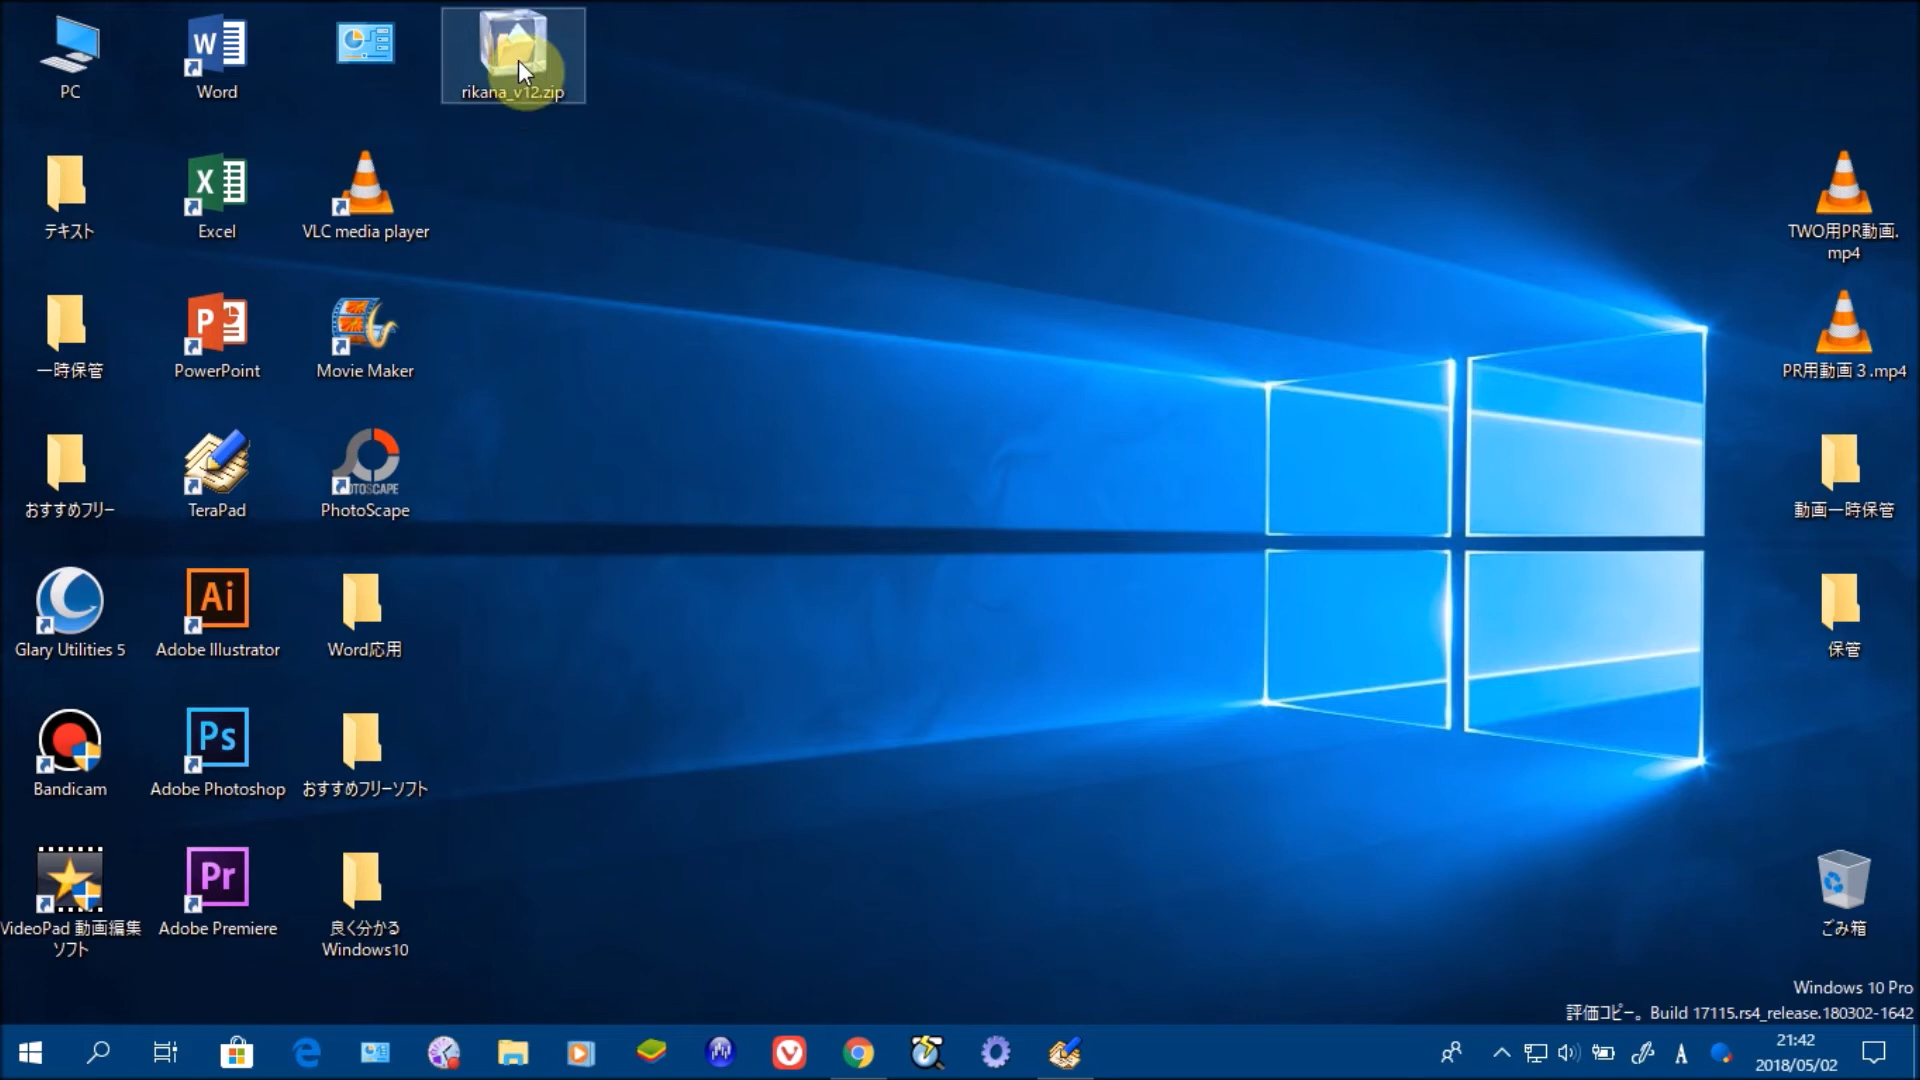 PC
Word
rikana_v12.zip
テキスト
Excel
VLC media player
TWO用PR動画.
mp4
一時保管
PowerPoint
Movie Maker
PR用動画３.mp4
おすすめフリー
TeraPad
PHOTOSCAPE
PhotoScape
動画一時保管
Glary Utilities 5
Ai
Adobe Illustrator
Word応用
保管
Bandicam
Ps
Adobe Photoshop
おすすめフリーソフト
VideoPad 動画編集
ソフト
Pr
Adobe Premiere
良く分かる
Windows10
ごみ箱
Windows 10 Pro
評価コピー。Build 17115.rs4_release.180302-1642
A
21:42
2018/05/02